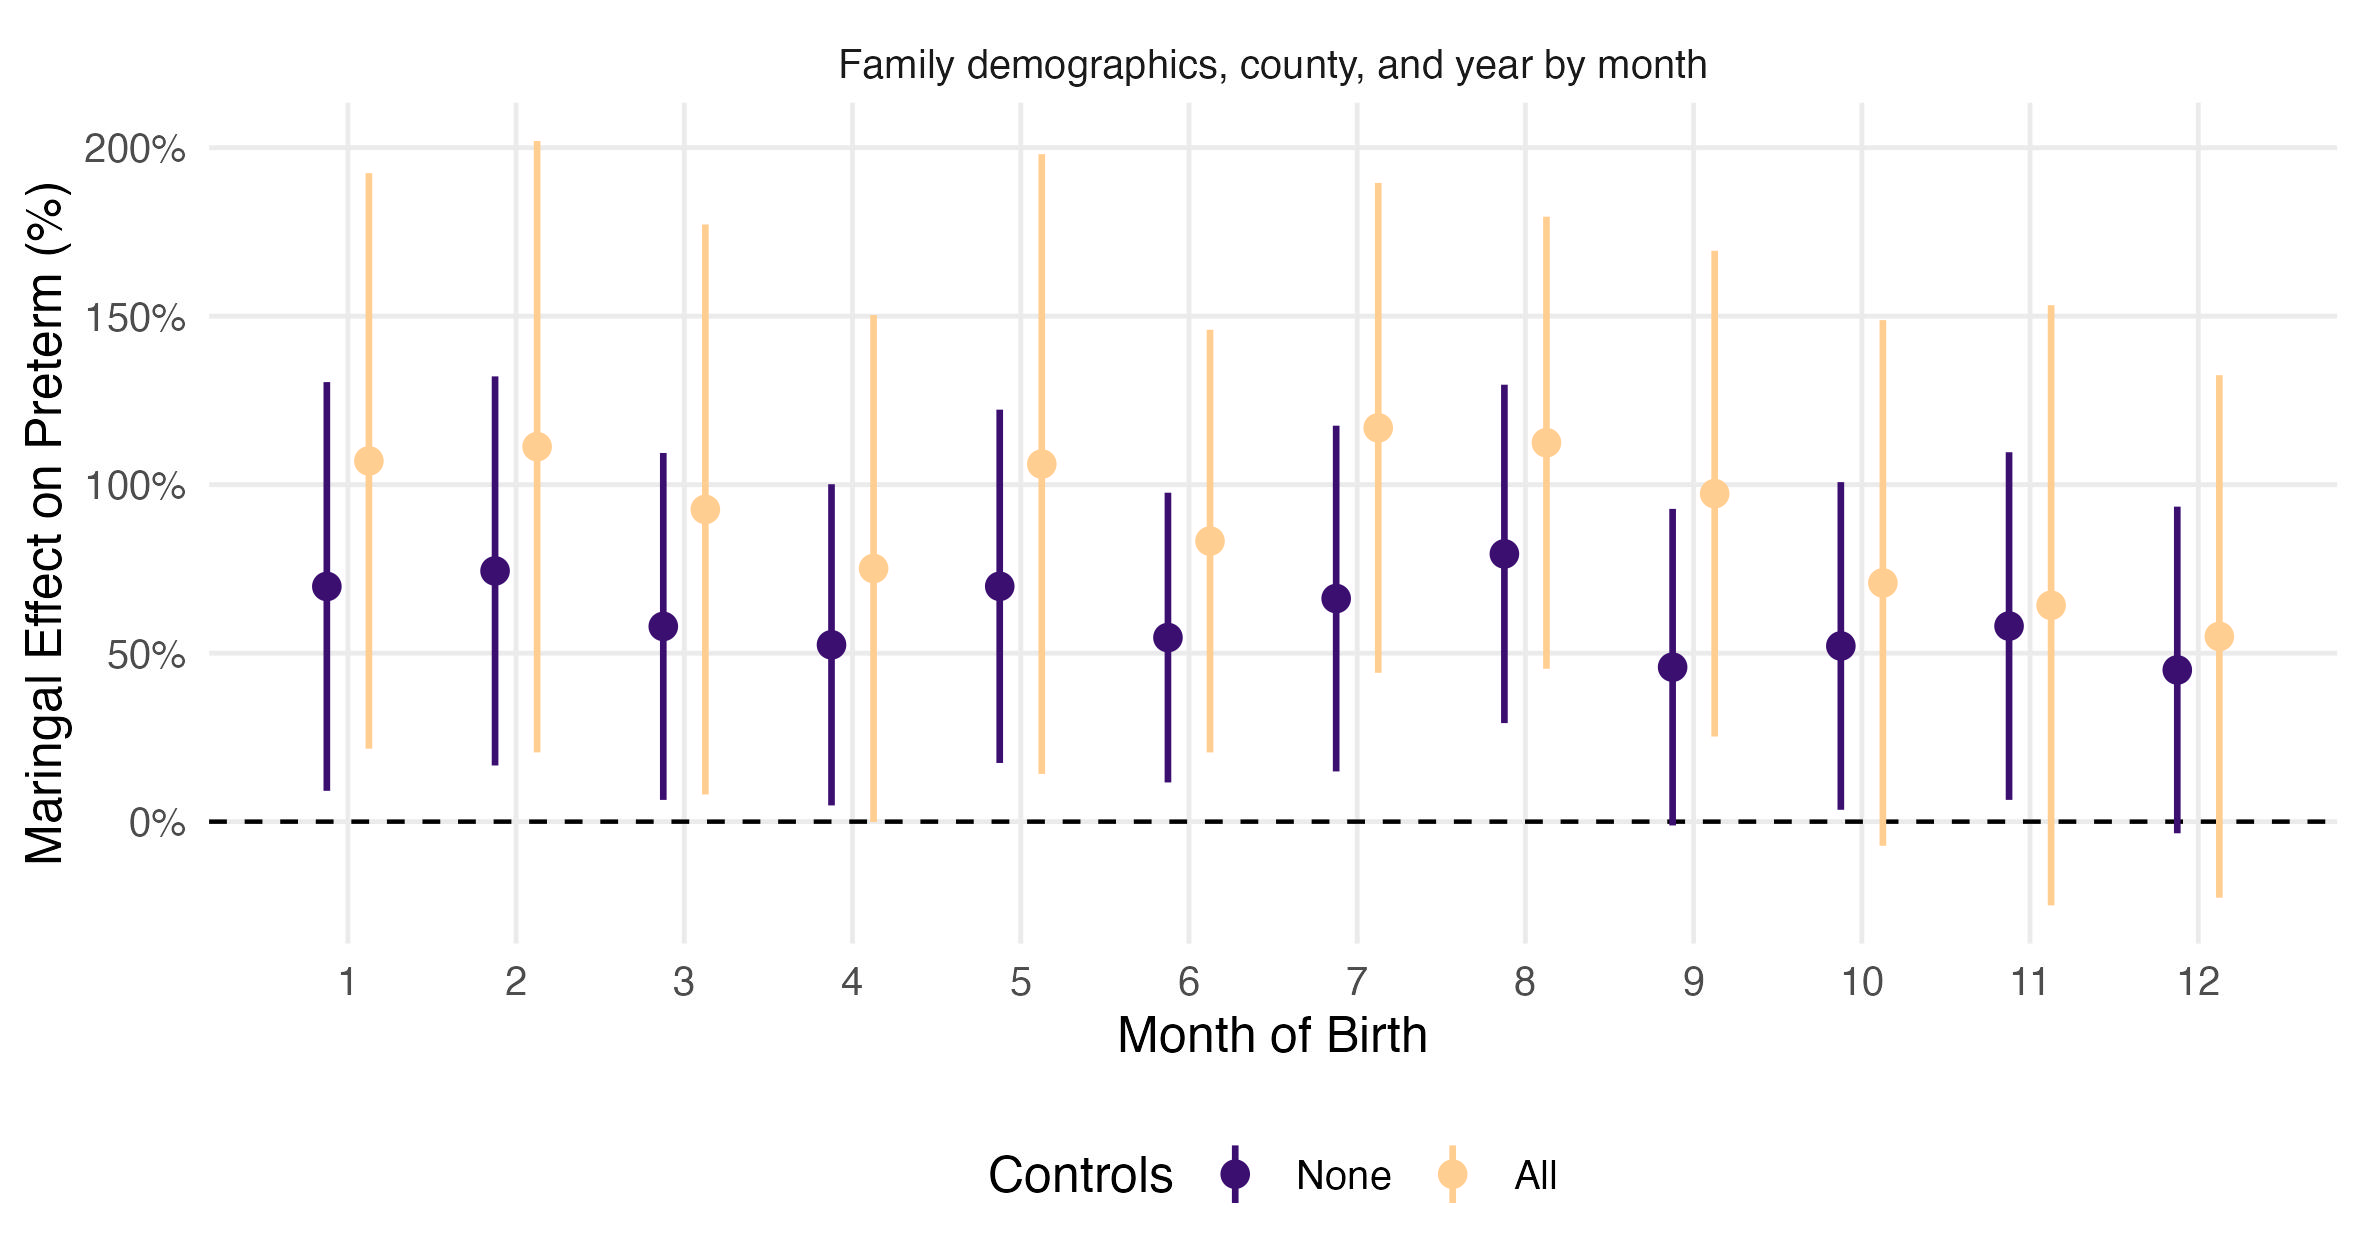 Family demographics, county, and year by month
Maringal Effect on Preterm (%)
200%
150%
100%
50%
0%
1 2 3 4 5 6 7 8 9 10 11 12
Month of Birth
Controls None All